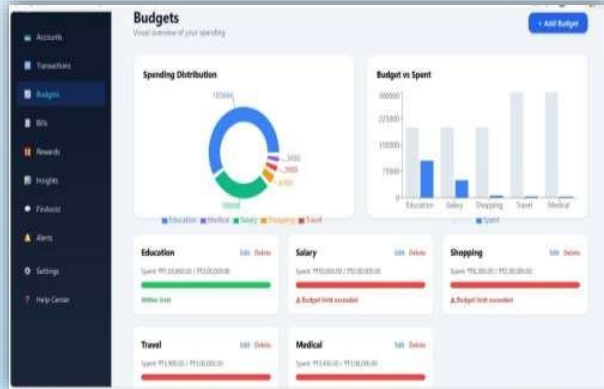 Budgets
Visual overview of your spending
+ Add Budget
Accounts
Transactions
Budgets
Bills
Rewards
Insights
FinAssist
Alerts
Settings
Help Center
Spending Distribution
Education Medical Salary Shopping Travel
Budget vs Spent
300000
225000
150000
75000
0
Education Salary Shopping Travel Medical
Spent
Education Edit Delete
Within limit
Salary Edit Delete
Budget limit exceeded
Shopping Edit Delete
Budget limit exceeded
Travel Edit Delete
Medical Edit Delete